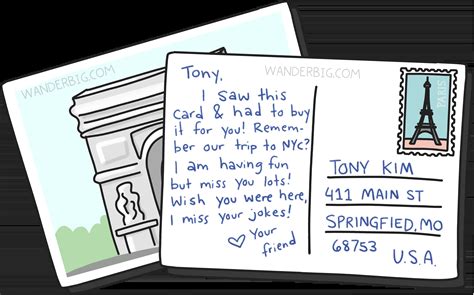 WANDERBIG.COM
Tony,
WANDERBIG.COM
I saw this
card & had to buy
it for you! Remem-
ber our trip to NYC?
I am having fun
but miss you lots!
Wish you were here,
I miss your jokes!
♡ Your
friend
PARIS
TONY KIM
411 MAIN ST
SPRINGFIED, MO
68753
U.S.A.